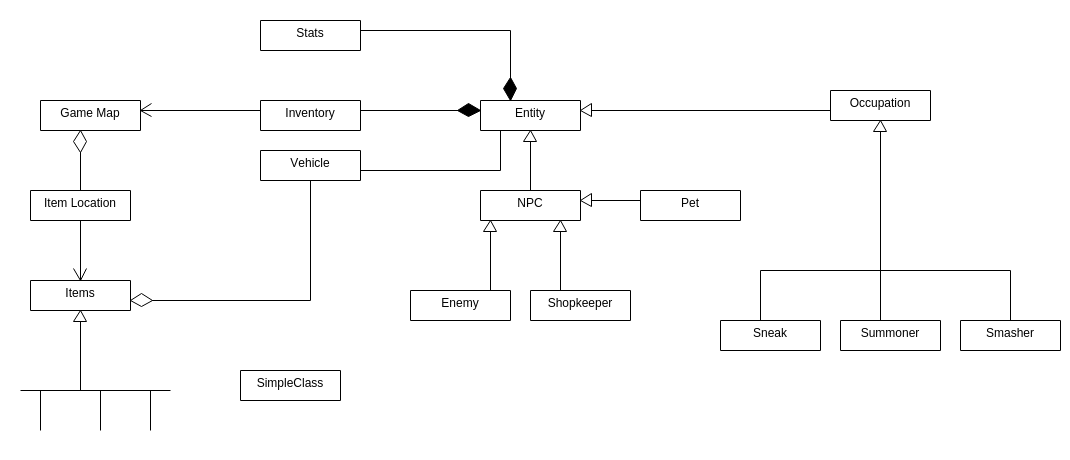 Stats
Game Map
Inventory
Entity
Occupation
Vehicle
Item Location
NPC
Pet
Items
Enemy
Shopkeeper
Sneak
Summoner
Smasher
SimpleClass